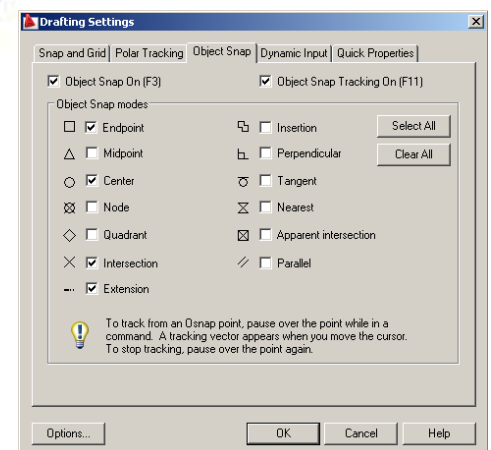 Drafting Settings
Snap and Grid Polar Tracking Object Snap Dynamic Input Quick Properties
Object Snap On (F3) Object Snap Tracking On (F11)
Object Snap modes
Endpoint Insertion Select All
Midpoint Perpendicular Clear All
Center Tangent
Node Nearest
Quadrant Apparent intersection
Intersection Parallel
Extension
To track from an Osnap point, pause over the point while in a
command. A tracking vector appears when you move the cursor.
To stop tracking, pause over the point again.
Options... OK Cancel Help